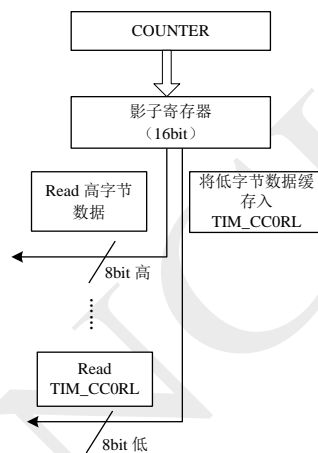 COUNTER
影子寄存器
（16bit）
Read 高字节
数据
将低字节数据缓
存入
TIM_CC0RL
8bit 高
......
Read
TIM_CC0RL
8bit 低